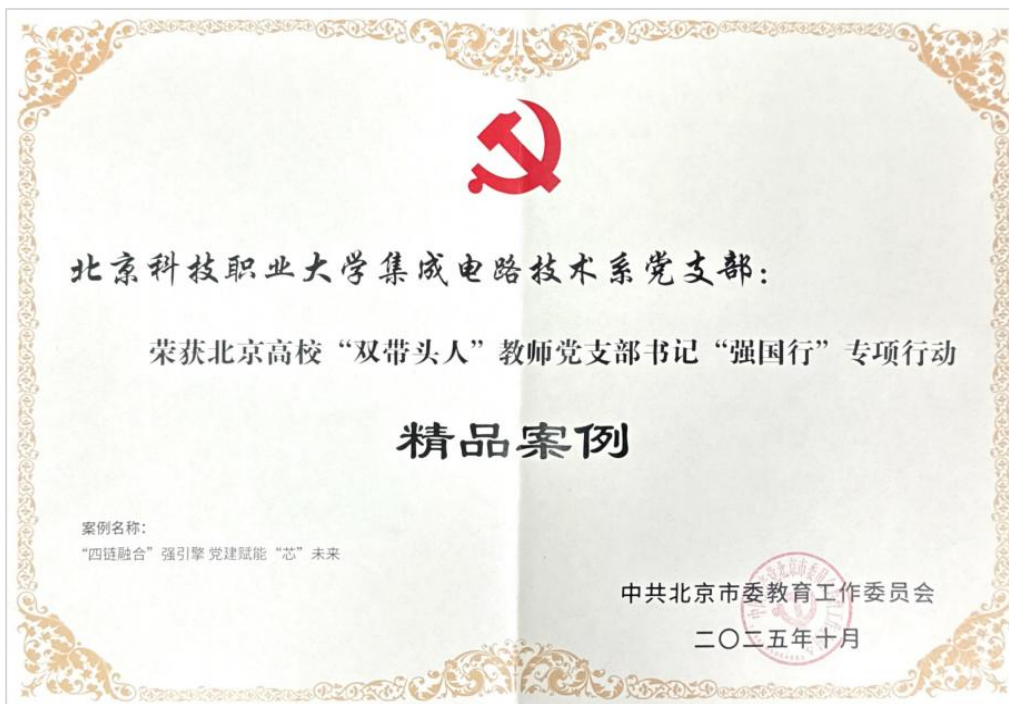 北京科技职业大学集成电路技术系党支部：
荣获北京高校“双带头人”教师党支部书记“强国行”专项行动
精品案例
案例名称：
“四链融合”强引擎 党建赋能“芯”未来
中共北京市委教育工作委员会
二〇二五年十月